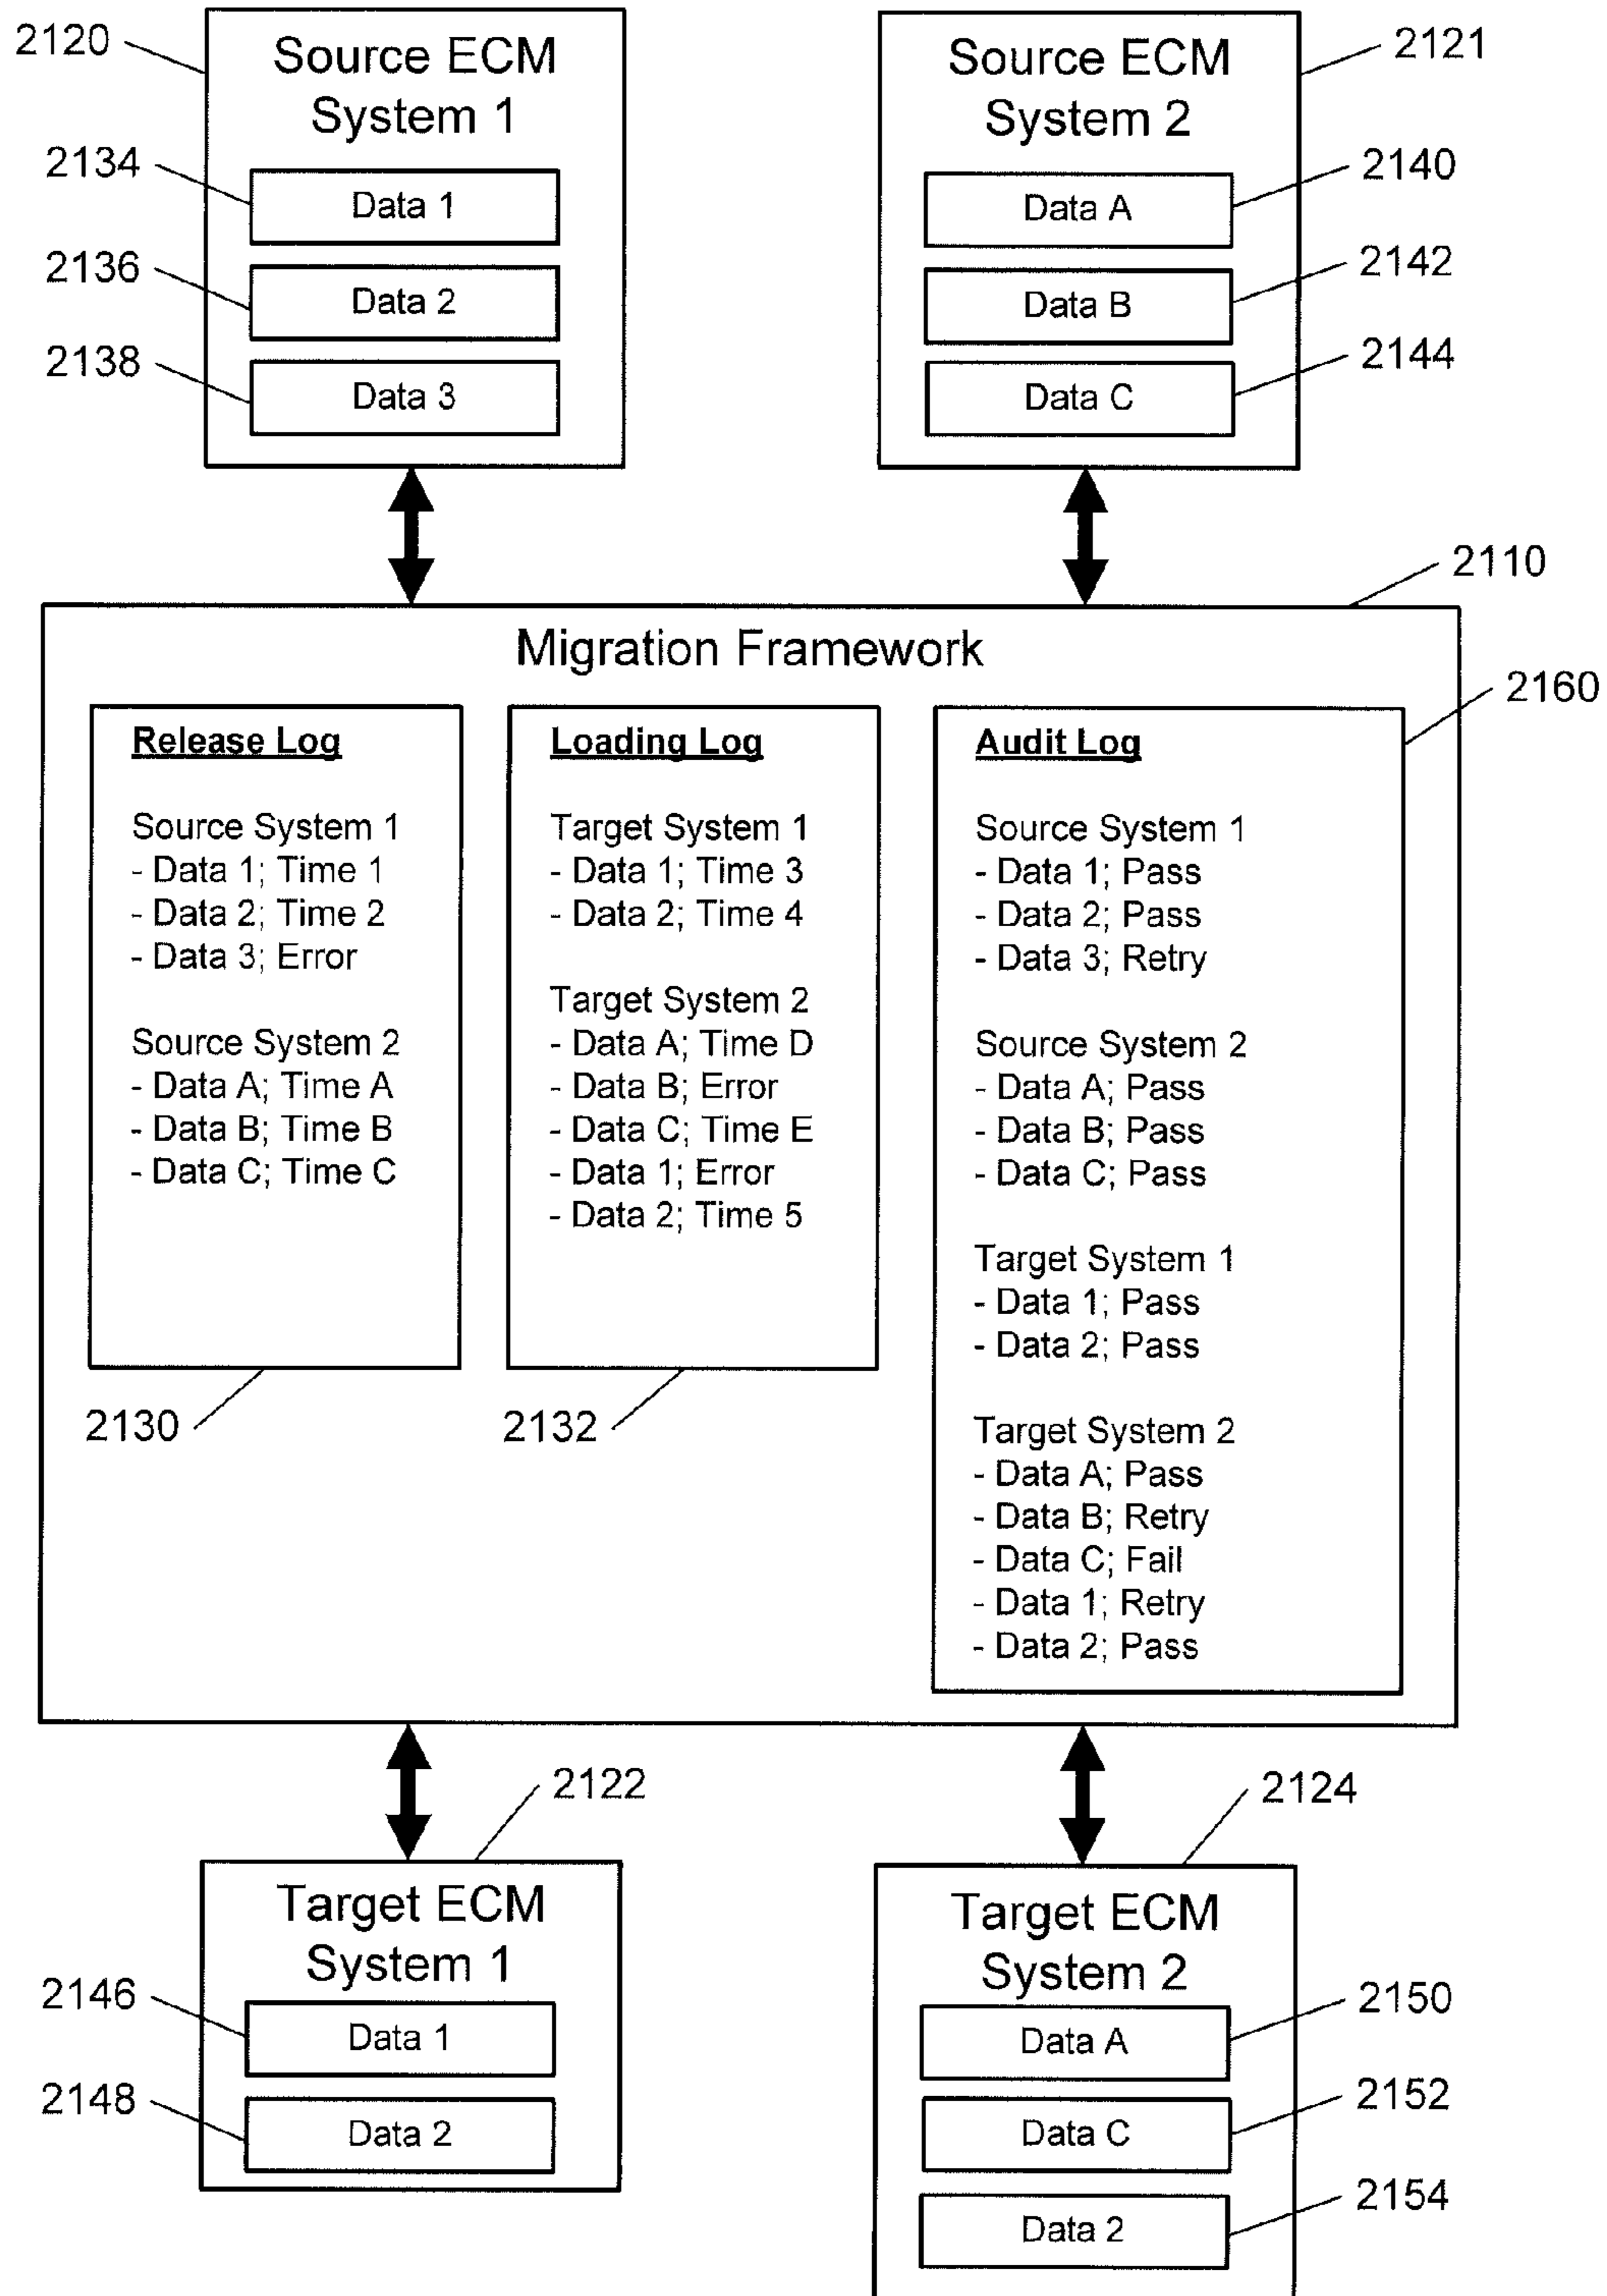 2120
Source ECM
System 1
2134
Data 1
2136
Data 2
2138
Data 3
Source ECM
System 2
2121
Data A
2140
Data B
2142
Data C
2144
2110
Migration Framework
2160
Release Log
Source System 1
- Data 1; Time 1
- Data 2; Time 2
- Data 3; Error
Source System 2
- Data A; Time A
- Data B; Time B
- Data C; Time C
2130
Loading Log
Target System 1
- Data 1; Time 3
- Data 2; Time 4
Target System 2
- Data A; Time D
- Data B; Error
- Data C; Time E
- Data 1; Error
- Data 2; Time 5
2132
Audit Log
Source System 1
- Data 1; Pass
- Data 2; Pass
- Data 3; Retry
Source System 2
- Data A; Pass
- Data B; Pass
- Data C; Pass
Target System 1
- Data 1; Pass
- Data 2; Pass
Target System 2
- Data A; Pass
- Data B; Retry
- Data C; Fail
- Data 1; Retry
- Data 2; Pass
2122
Target ECM
System 1
2146
Data 1
2148
Data 2
2124
Target ECM
System 2
Data A
2150
Data C
2152
Data 2
2154